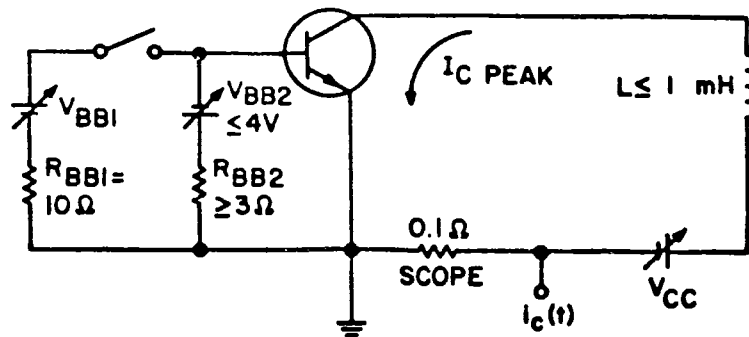 V_BB1
R_BB1=
10Ω
V_BB2
≤4V
R_BB2
≥3Ω
I_C PEAK
L≤ 1 mH
0.1Ω
SCOPE
i_c(t)
V_CC